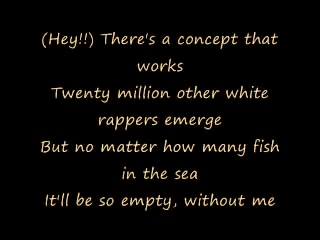 (Hey!!) There's a concept that
works
Twenty million other white
rappers emerge
But no matter how many fish
in the sea
It'll be so empty, without me